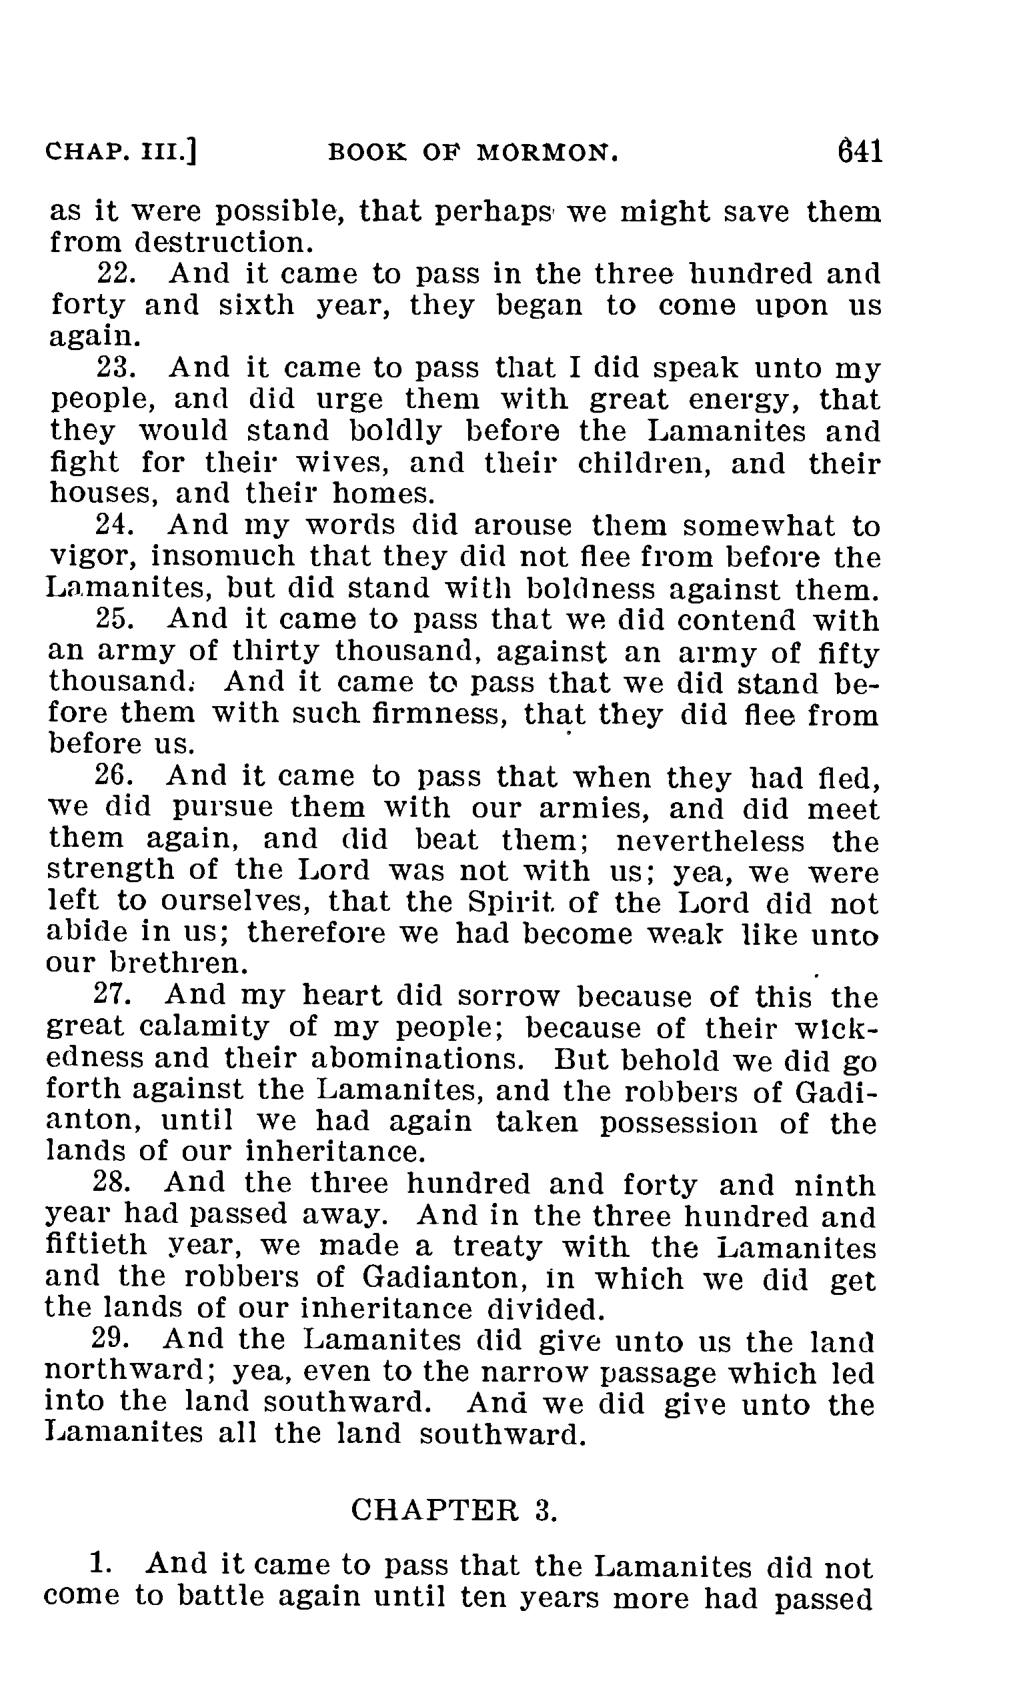 CHAP. III.] BOOK OF MORMON. 641
as it were possible, that perhaps we might save them
from destruction.
22. And it came to pass in the three hundred and
forty and sixth year, they began to come upon us
again.
23. And it came to pass that I did speak unto my
people, and did urge them with great energy, that
they would stand boldly before the Lamanites and
fight for their wives, and their children, and their
houses, and their homes.
24. And my words did arouse them somewhat to
vigor, insomuch that they did not flee from before the
Lamanites, but did stand with boldness against them.
25. And it came to pass that we did contend with
an army of thirty thousand, against an army of fifty
thousand. And it came to pass that we did stand be-
fore them with such firmness, that they did flee from
before us.
26. And it came to pass that when they had fled,
we did pursue them with our armies, and did meet
them again, and did beat them; nevertheless the
strength of the Lord was not with us; yea, we were
left to ourselves, that the Spirit of the Lord did not
abide in us; therefore we had become weak like unto
our brethren.
27. And my heart did sorrow because of this the
great calamity of my people; because of their wick-
edness and their abominations. But behold we did go
forth against the Lamanites, and the robbers of Gadi-
anton, until we had again taken possession of the
lands of our inheritance.
28. And the three hundred and forty and ninth
year had passed away. And in the three hundred and
fiftieth year, we made a treaty with the Lamanites
and the robbers of Gadianton, in which we did get
the lands of our inheritance divided.
29. And the Lamanites did give unto us the land
northward; yea, even to the narrow passage which led
into the land southward. And we did give unto the
Lamanites all the land southward.
CHAPTER 3.
1. And it came to pass that the Lamanites did not
come to battle again until ten years more had passed